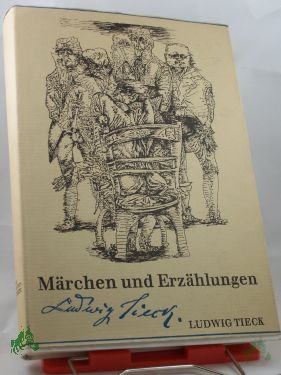 Märchen und Erzählungen
Ludwig Tieck.
LUDWIG TIECK